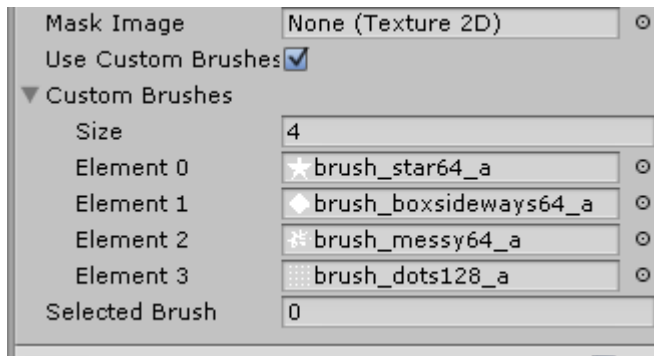 Mask Image None (Texture 2D)
Use Custom Brushes
Custom Brushes
Size 4
Element 0 brush_star64_a
Element 1 brush_boxsideways64_a
Element 2 brush_messy64_a
Element 3 brush_dots128_a
Selected Brush 0